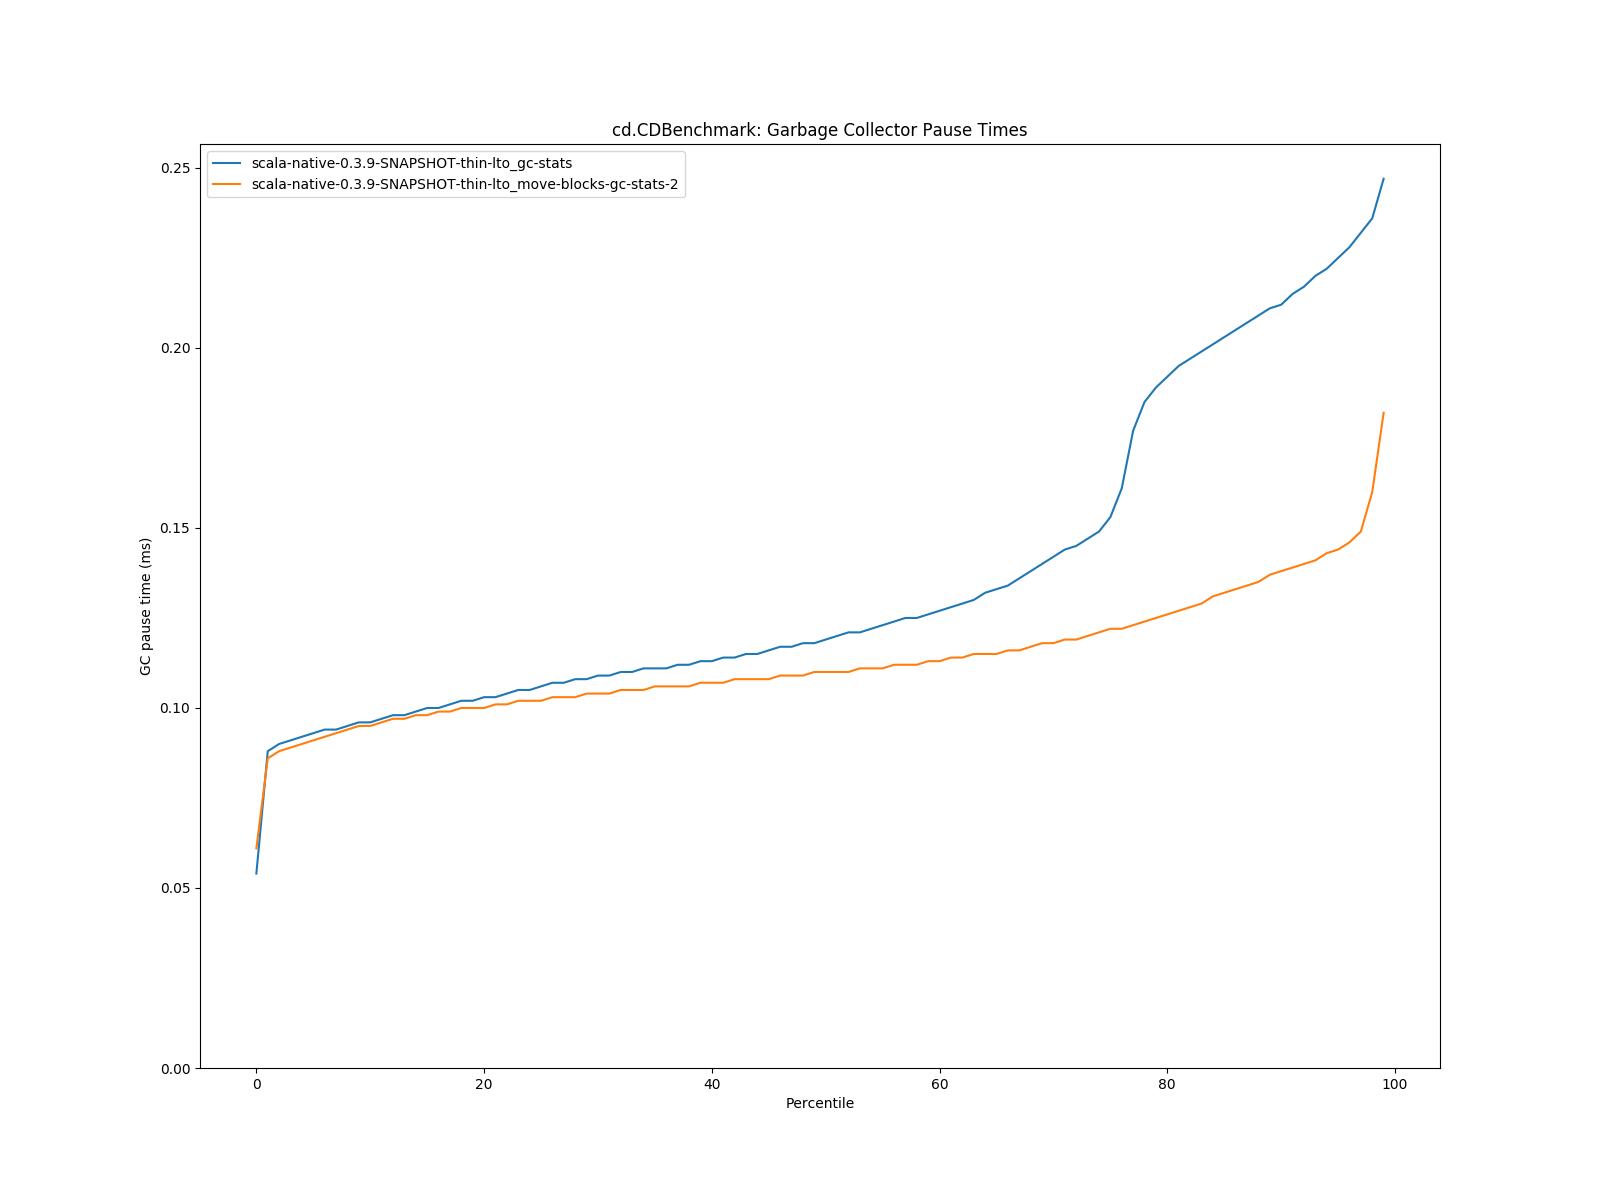 cd.CDBenchmark: Garbage Collector Pause Times
scala-native-0.3.9-SNAPSHOT-thin-lto_gc-stats
scala-native-0.3.9-SNAPSHOT-thin-lto_move-blocks-gc-stats-2
0.25
0.20
0.15
0.10
0.05
0.00
GC pause time (ms)
0 20 40 60 80 100
Percentile